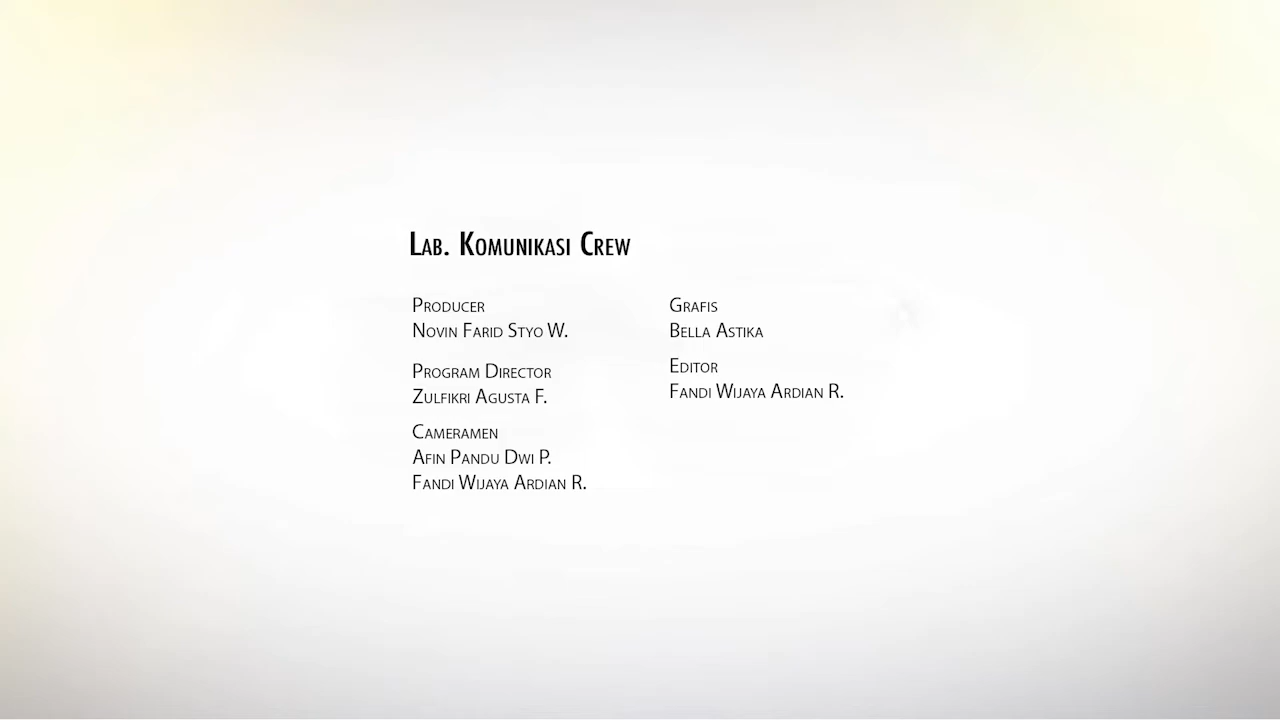 Lab. Komunikasi Crew
Producer
Novin Farid Styo W.
Program Director
Zulfikri Agusta F.
Cameramen
Afin Pandu Dwi P.
Fandi Wijaya Ardian R.
Grafis
Bella Astika
Editor
Fandi Wijaya Ardian R.